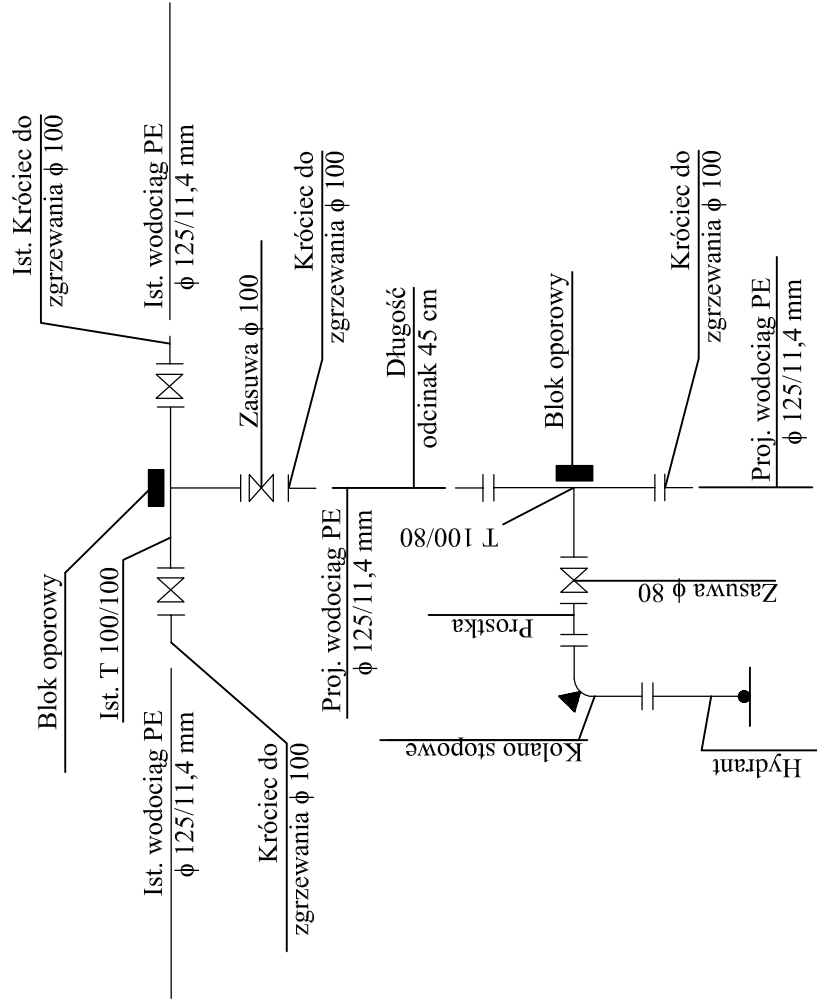 Ist. Króciec do
zgrzewania ϕ 100
Ist. wodociąg PE
ϕ 125/11,4 mm
Zasuwa ϕ 100
Króciec do
zgrzewania ϕ 100
Długość
odcinak 45 cm
Blok oporowy
Króciec do
zgrzewania ϕ 100
Proj. wodociąg PE
ϕ 125/11,4 mm
Blok oporowy
Ist. T 100/100
Ist. wodociąg PE
ϕ 125/11,4 mm
Króciec do
zgrzewania ϕ 100
Proj. wodociąg PE
ϕ 125/11,4 mm
T 100/80
Zasuwa ϕ 80
Prostka
Kolano stopowe
Hydrant